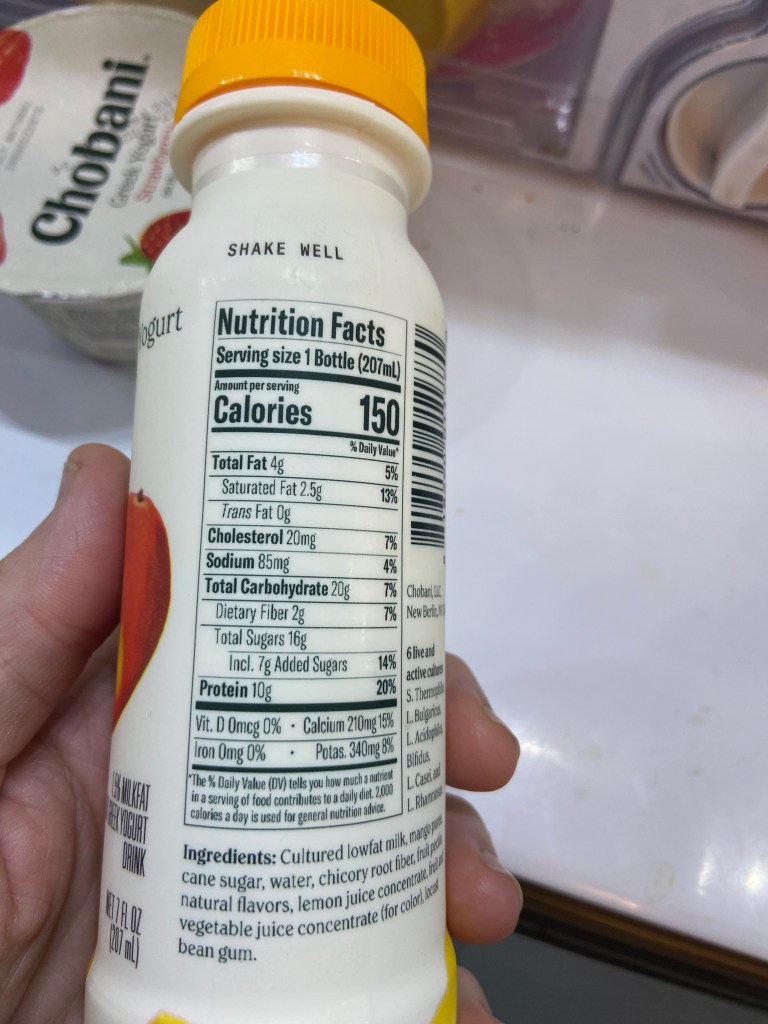 Chobani.
Greek Yogurt
Strawberry
SHAKE WELL
ogurt
Nutrition Facts
Serving size 1 Bottle (207mL)
Amount per serving
Calories 150
% Daily Value*
Total Fat 4g 5%
Saturated Fat 2.5g 13%
Trans Fat 0g
Cholesterol 20mg 7%
Sodium 85mg 4%
Total Carbohydrate 20g 7%
Dietary Fiber 2g 7%
Total Sugars 16g
Incl. 7g Added Sugars 14%
Protein 10g 20%
Vit. D 0mcg 0% • Calcium 210mg 15%
Iron 0mg 0% • Potas. 340mg 8%
*The % Daily Value (DV) tells you how much a nutrient
in a serving of food contributes to a daily diet. 2,000
calories a day is used for general nutrition advice.
Ingredients: Cultured lowfat milk, mango
cane sugar, water, chicory root fiber, fruit
natural flavors, lemon juice concentrate, fruit
vegetable juice concentrate (for color), locust
bean gum.
Chobani, LLC
New Berlin,
6 live and
active cultures
S.
L. Bulgaricus,
L.
Bifidus,
L. Casei, and
L.
MILKFAT
YOGURT
DRINK
NET 7 FL OZ
(207 mL)